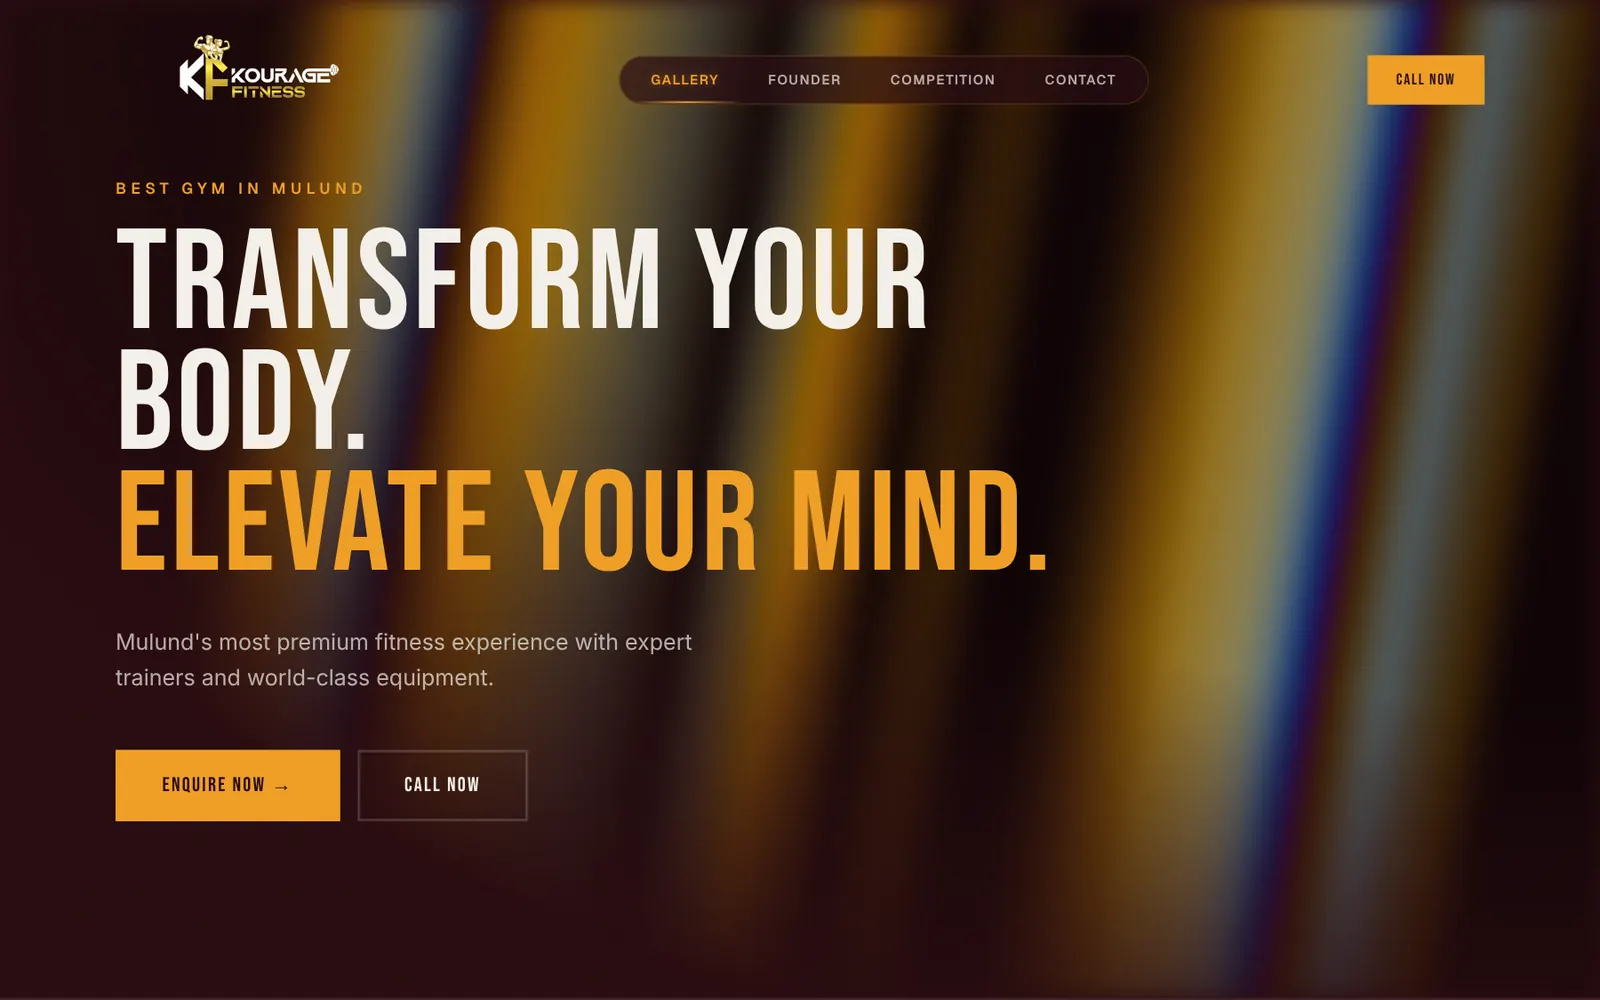 KF KOURAGE
FITNESS
GALLERY FOUNDER COMPETITION CONTACT
CALL NOW
BEST GYM IN MULUND
TRANSFORM YOUR
BODY.
ELEVATE YOUR MIND.
Mulund's most premium fitness experience with expert
trainers and world-class equipment.
ENQUIRE NOW →
CALL NOW